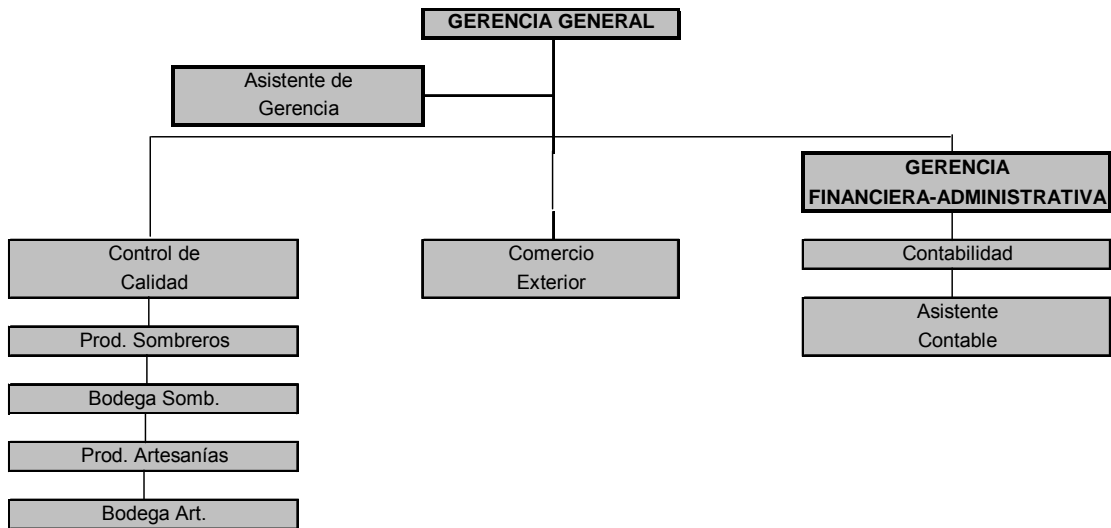 GERENCIA GENERAL
Asistente de
Gerencia
GERENCIA
FINANCIERA-ADMINISTRATIVA
Control de
Calidad
Comercio
Exterior
Contabilidad
Asistente
Contable
Prod. Sombreros
Bodega Somb.
Prod. Artesanías
Bodega Art.